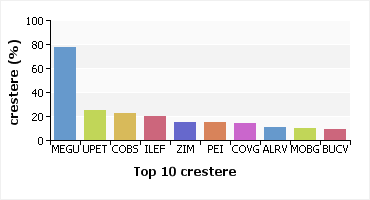 crestere (%)
100
80
60
40
20
0
MEGU UPET COBS ILEF ZIM PEI COVG ALRV MOBG BUCV
Top 10 crestere